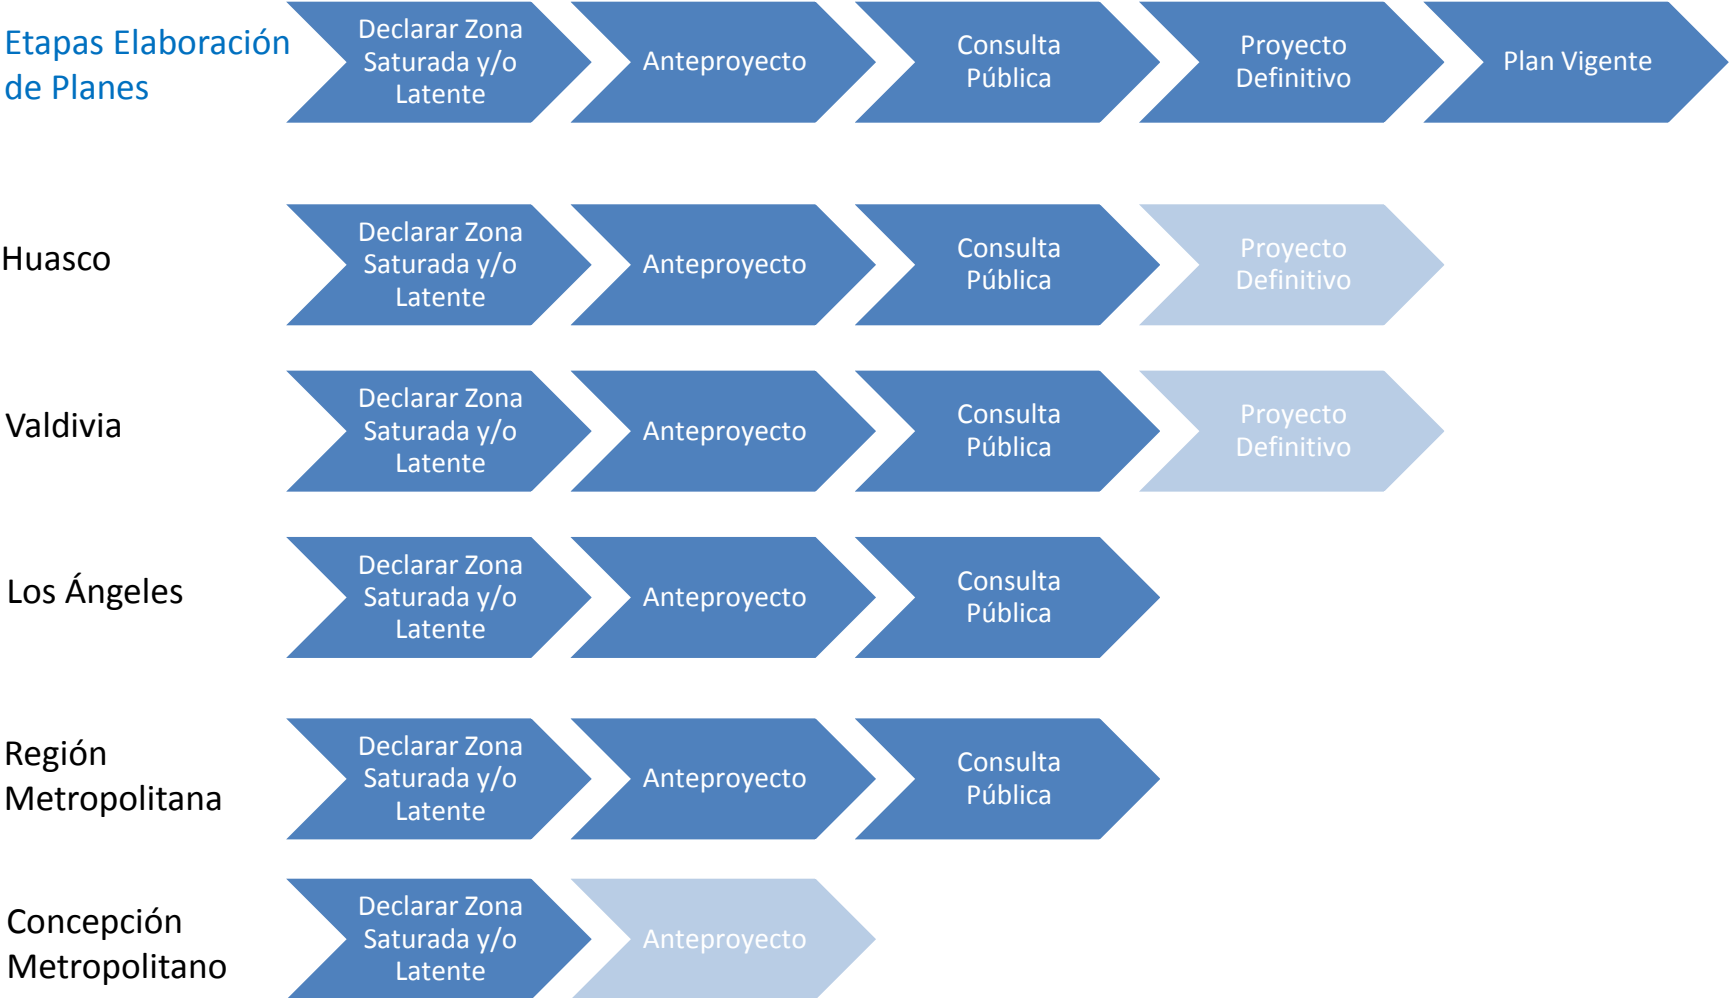 Etapas Elaboración
de Planes
Declarar Zona
Saturada y/o
Latente
Anteproyecto
Consulta
Pública
Proyecto
Definitivo
Plan Vigente
Huasco
Declarar Zona
Saturada y/o
Latente
Anteproyecto
Consulta
Pública
Proyecto
Definitivo
Valdivia
Declarar Zona
Saturada y/o
Latente
Anteproyecto
Consulta
Pública
Proyecto
Definitivo
Los Ángeles
Declarar Zona
Saturada y/o
Latente
Anteproyecto
Consulta
Pública
Región
Metropolitana
Declarar Zona
Saturada y/o
Latente
Anteproyecto
Consulta
Pública
Concepción
Metropolitano
Declarar Zona
Saturada y/o
Latente
Anteproyecto